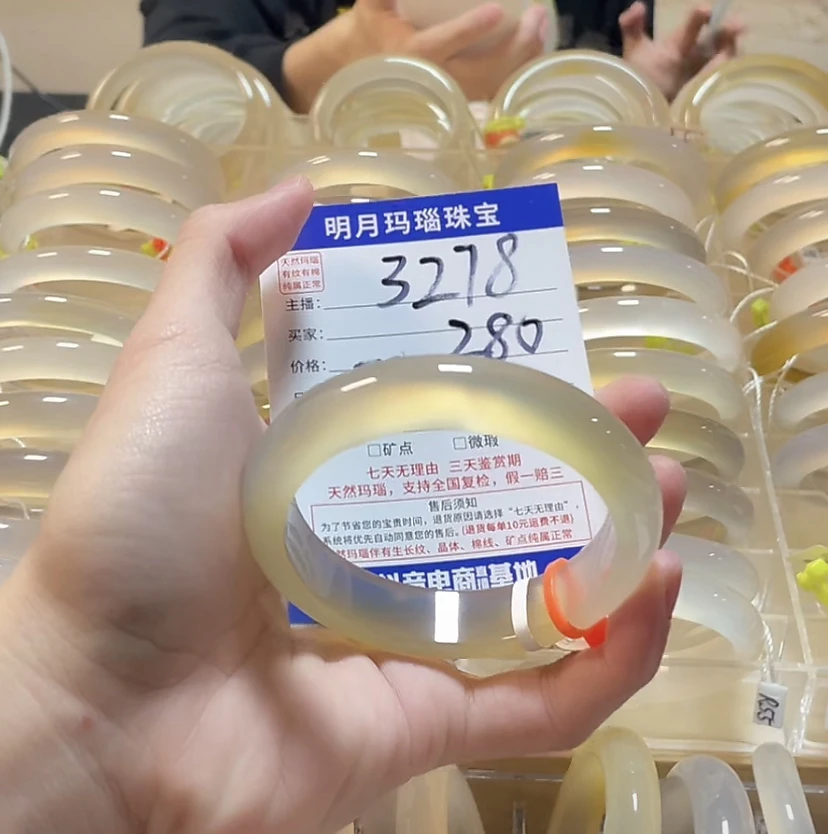 明月玛瑙珠宝
天然玛瑙
有纹有棉
纯属正常
3278
主播:
买家:
280
价格:
□矿点 □微瑕
七天无理由 三天鉴赏期
天然玛瑙，支持全国复检，假一赔三
售后须知
为了节省您的宝贵时间，退货原因请选择“七天无理由”，
系统将优先自动同意您的售后。(退货每单10元运费不退)
然玛瑙伴有生长纹、晶体、棉线、矿点纯属正常
音电商 基地
R53